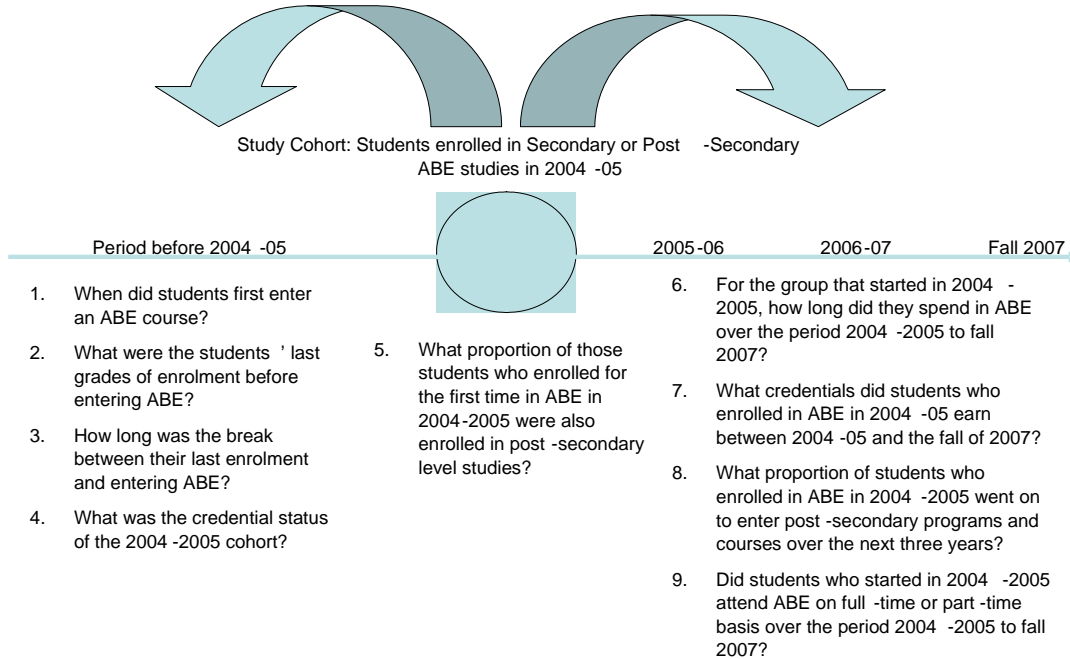 Study Cohort: Students enrolled in Secondary or Post -Secondary
ABE studies in 2004 -05
Period before 2004 -05
2005-06
2006-07
Fall 2007
1. When did students first enter
an ABE course?
2. What were the students ’ last
grades of enrolment before
entering ABE?
3. How long was the break
between their last enrolment
and entering ABE?
4. What was the credential status
of the 2004 -2005 cohort?
5. What proportion of those
students who enrolled for
the first time in ABE in
2004-2005 were also
enrolled in post -secondary
level studies?
6. For the group that started in 2004 -
2005, how long did they spend in ABE
over the period 2004 -2005 to fall
2007?
7. What credentials did students who
enrolled in ABE in 2004 -05 earn
between 2004 -05 and the fall of 2007?
8. What proportion of students who
enrolled in ABE in 2004 -2005 went on
to enter post -secondary programs and
courses over the next three years?
9. Did students who started in 2004 -2005
attend ABE on full -time or part -time
basis over the period 2004 -2005 to fall
2007?